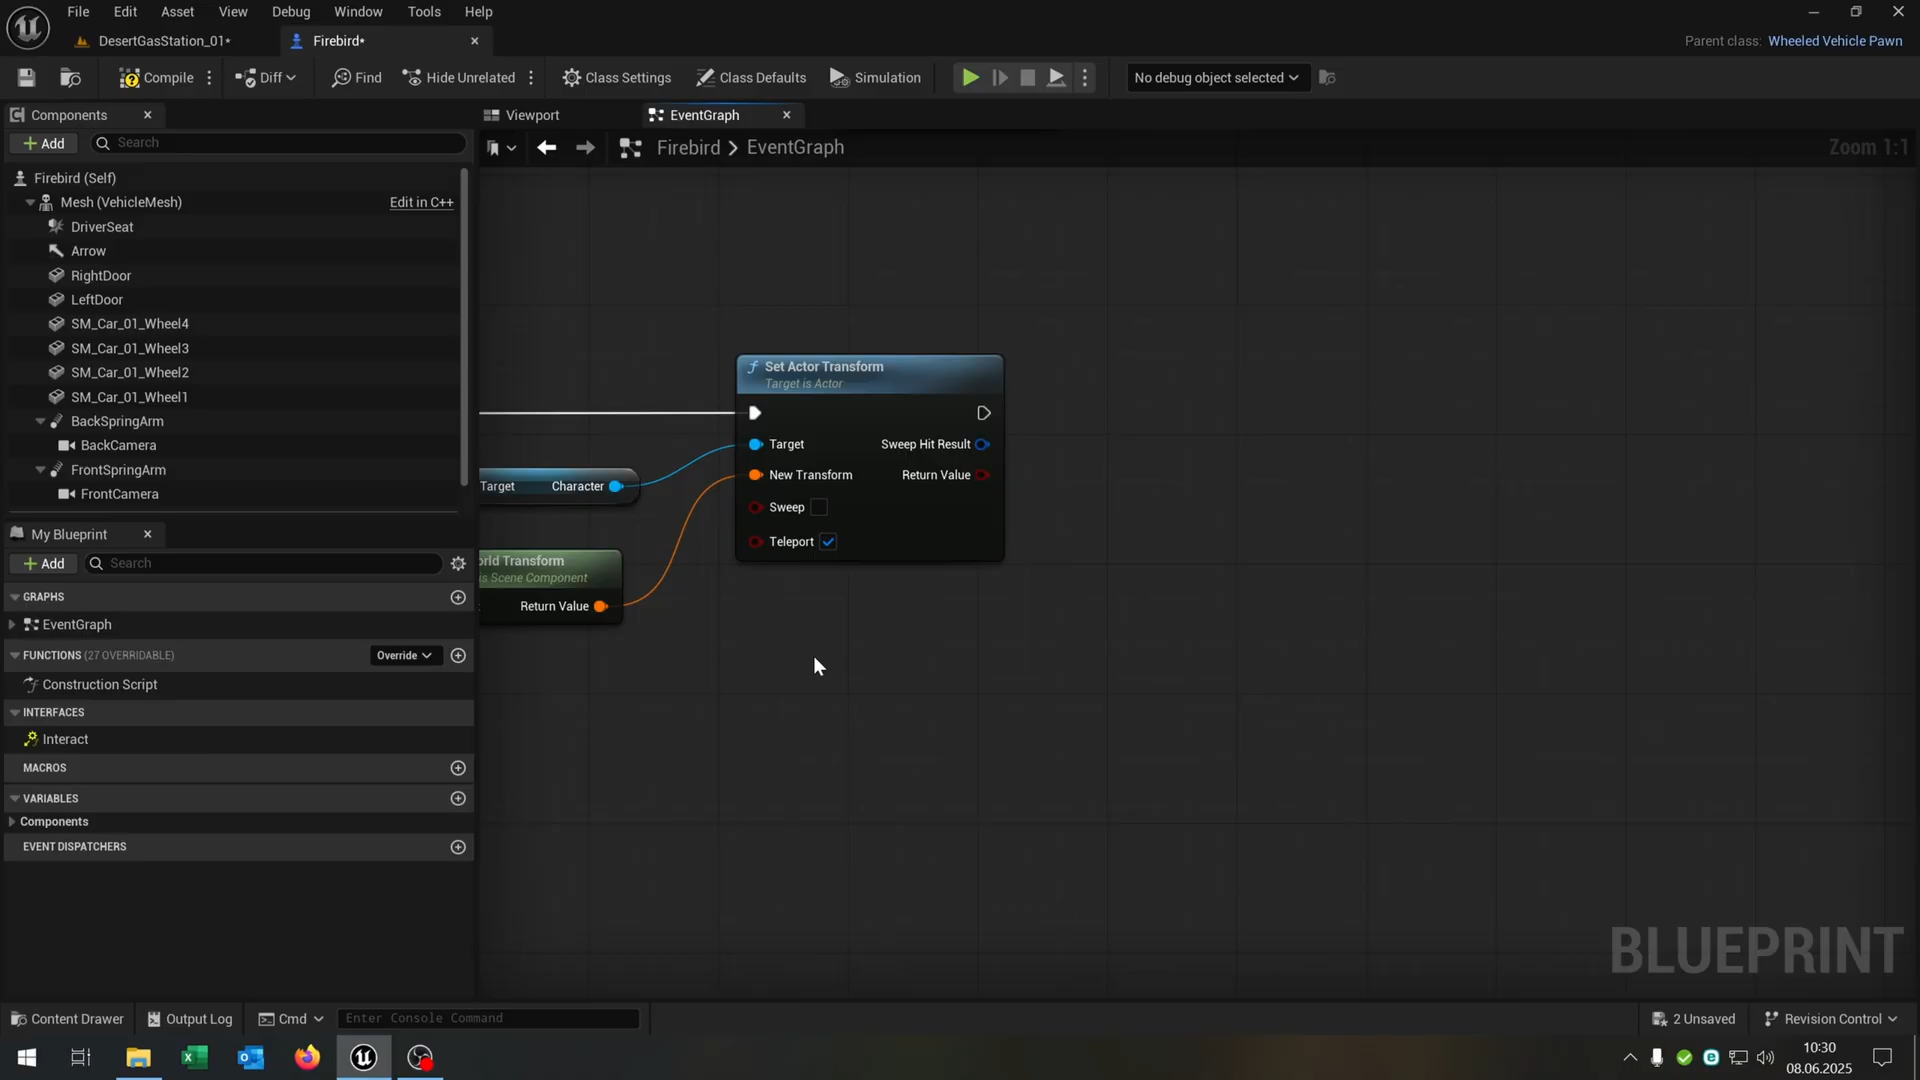 File Edit Asset View Debug Window Tools Help
DesertGasStation_01*
Firebird*
Parent class: Wheeled Vehicle Pawn
Compile
Diff
Find
Hide Unrelated
Class Settings
Class Defaults
Simulation
No debug object selected
Components
Viewport
EventGraph
Add
Search
Firebird > EventGraph
Zoom 1:1
Firebird (Self)
Mesh (VehicleMesh)
Edit in C++
DriverSeat
Arrow
RightDoor
LeftDoor
SM_Car_01_Wheel4
SM_Car_01_Wheel3
SM_Car_01_Wheel2
SM_Car_01_Wheel1
BackSpringArm
BackCamera
FrontSpringArm
FrontCamera
Set Actor Transform
Target is Actor
Target
Sweep Hit Result
New Transform
Return Value
Sweep
Teleport
Target
Character
orld Transform
is Scene Component
Return Value
My Blueprint
Add
Search
GRAPHS
EventGraph
FUNCTIONS (27 OVERRIDABLE)
Override
Construction Script
INTERFACES
Interact
MACROS
VARIABLES
Components
EVENT DISPATCHERS
BLUEPRINT
Content Drawer
Output Log
Cmd
Enter Console Command
2 Unsaved
Revision Control
10:30
08.06.2025